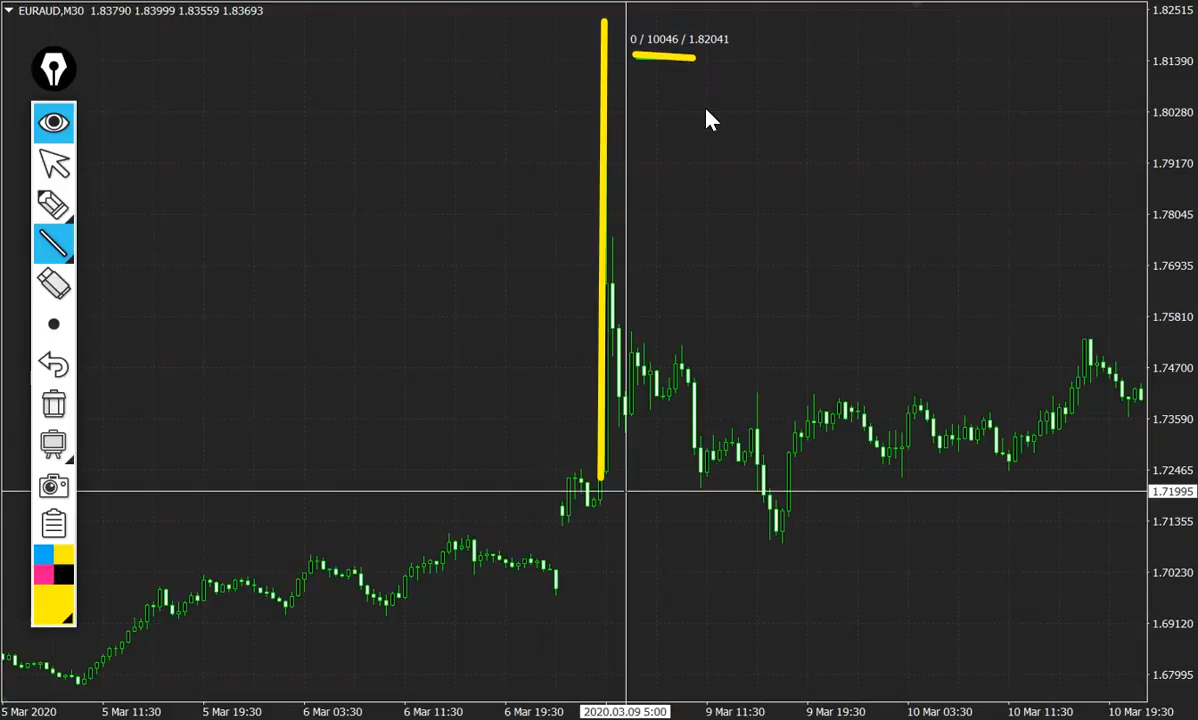 EURAUD,M30 1.83790 1.83999 1.83559 1.83693
0 / 10046 / 1.82041
1.82515
1.81390
1.80280
1.79170
1.78045
1.76935
1.75810
1.74700
1.73590
1.72465
1.71995
1.71355
1.70230
1.69120
1.67995
5 Mar 2020
5 Mar 11:30
5 Mar 19:30
6 Mar 03:30
6 Mar 11:30
6 Mar 19:30
2020.03.09 5:00
9 Mar 11:30
9 Mar 19:30
10 Mar 03:30
10 Mar 11:30
10 Mar 19:30